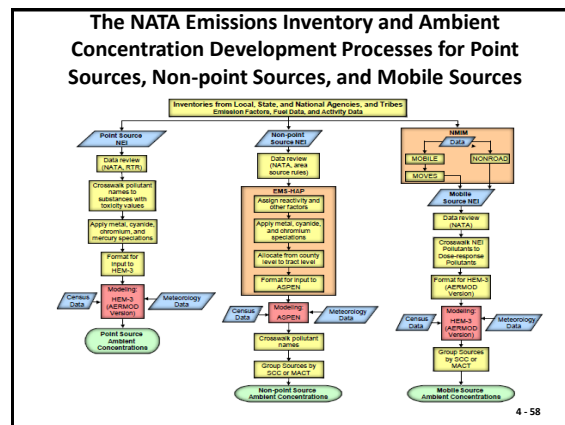 The NATA Emissions Inventory and Ambient
Concentration Development Processes for Point
Sources, Non-point Sources, and Mobile Sources
Inventories from Local, State, and National Agencies, and Tribes
Emission Factors, Fuel Data, and Activity Data
Point Source
NEI
Data review
(NATA, RTR)
Crosswalk pollutant
names to
substances with
toxicity values
Apply metal, cyanide,
chromium, and
mercury speciations
Format for
input to
HEM-3
Census
Data
Modeling:
HEM-3
(AERMOD
Version)
Meteorology
Data
Point Source
Ambient
Concentrations
Non-point
Source NEI
Data review
(NATA, area
source rules)
EMS-HAP
Assign reactivity and
other factors
Apply metal, cyanide,
and chromium
speciations
Allocate from county
level to tract level
Format for input to
ASPEN
Census
Data
Modeling:
ASPEN
Meteorology
Data
Crosswalk pollutant
names
Group Sources by
SCC or MACT
Non-point Source
Ambient Concentrations
NMIM
Data
MOBILE
NONROAD
MOVES
Mobile
Source NEI
Data review
(NATA)
Crosswalk NEI
Pollutants to
Dose-response
Pollutants
Format for HEM-3
(AERMOD
Version)
Census
Data
Modeling:
HEM-3
(AERMOD
Version)
Meteorology
Data
Group Sources
by SCC or
MACT
Mobile Source
Ambient Concentrations
4 - 58